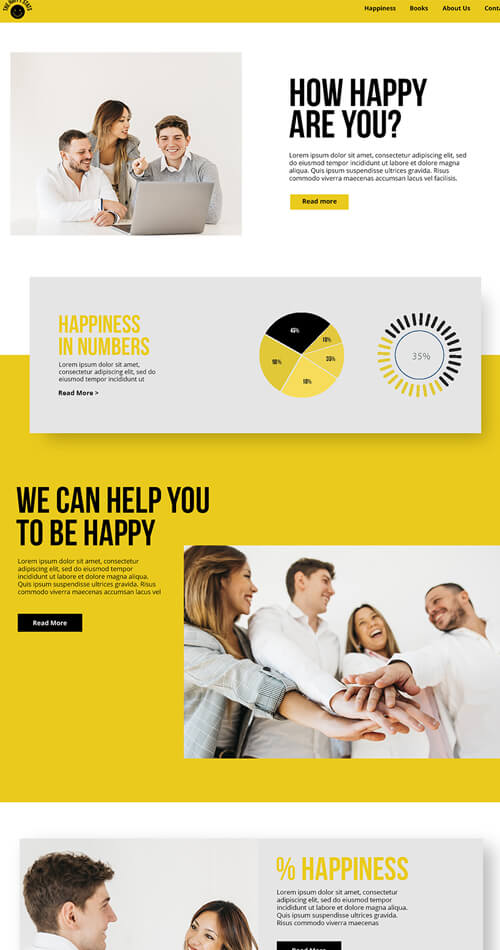 THE HAPPY STATS
Happiness
Books
About Us
Conta
HOW HAPPY
ARE YOU?
Lorem ipsum dolor sit amet, consectetur adipiscing elit,
sed do eiusmod tempor incididunt ut labore et dolore magna
aliqua. Quis ipsum suspendisse ultrices gravida. Risus
commodo viverra maecenas accumsan lacus vel facilisis.
Read more
HAPPINESS
IN NUMBERS
Lorem ipsum dolor sit amet,
consectetur adipiscing elit, sed do
eiusmod tempor incididunt ut
Read More >
35%
WE CAN HELP YOU
TO BE HAPPY
Lorem ipsum dolor sit amet, consectetur
adipiscing elit, sed do eiusmod tempor
incididunt ut labore et dolore magna aliqua.
Quis ipsum suspendisse ultrices gravida. Risus
commodo viverra maecenas accumsan lacus vel
Read More
% HAPPINESS
Lorem ipsum dolor sit amet, consectetur
adipiscing elit, sed do eiusmod tempor
incididunt ut labore et dolore magna aliqua.
Quis ipsum suspendisse ultrices gravida. Risus
commodo viverra maecenas
Read More